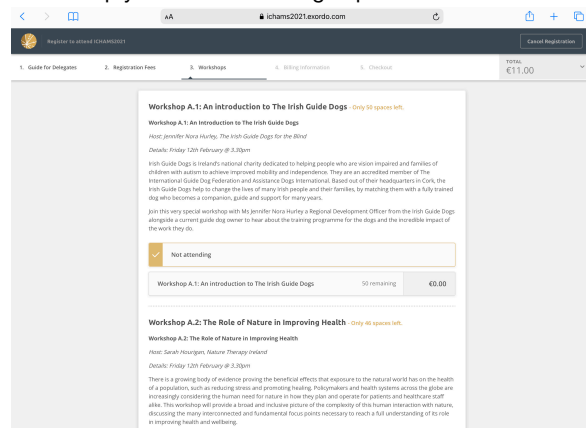 AA
ichams2021.exordo.com
Register to attend ICHAMS2021
Cancel Registration
1. Guide for Delegates
2. Registration Fees
3. Workshops
4. Billing Information
5. Checkout
TOTAL
€11.00
Workshop A.1: An introduction to The Irish Guide Dogs - Only 50 spaces left.
Workshop A.1: An Introduction to The Irish Guide Dogs
Host: Jennifer Nora Hurley, The Irish Guide Dogs for the Blind
Details: Friday 12th February @ 3.30pm
Irish Guide Dogs is Ireland's national charity dedicated to helping people who are vision impaired and families of
children with autism to achieve improved mobility and independence. They are an accredited member of The
International Guide Dog Federation and Assistance Dogs International. Based out of their headquarters in Cork, the
Irish Guide Dogs help to change the lives of many Irish people and their families, by matching them with a fully trained
dog who becomes a companion, guide and support for many years.
Join this very special workshop with Ms Jennifer Nora Hurley a Regional Development Officer from the Irish Guide Dogs
alongside a current guide dog owner to hear about the training programme for the dogs and the incredible impact of
the work they do.
Not attending
Workshop A.1: An introduction to The Irish Guide Dogs 50 remaining €0.00
Workshop A.2: The Role of Nature in Improving Health - Only 46 spaces left.
Workshop A.2: The Role of Nature in Improving Health
Host: Sarah Hourigan, Nature Therapy Ireland
Details: Friday 12th February @ 3.30pm
There is a growing body of evidence proving the beneficial effects that exposure to the natural world has on the health
of a population, such as reducing stress and promoting healing. Policymakers and health systems across the globe are
increasingly considering the human need for nature in how they plan and operate for patients and healthcare staff
alike. This workshop will provide a broad and inclusive picture of the complexity of this human interaction with nature,
discussing the many interconnected and fundamental focus points necessary to reach a full understanding of its role
in improving health and wellbeing.